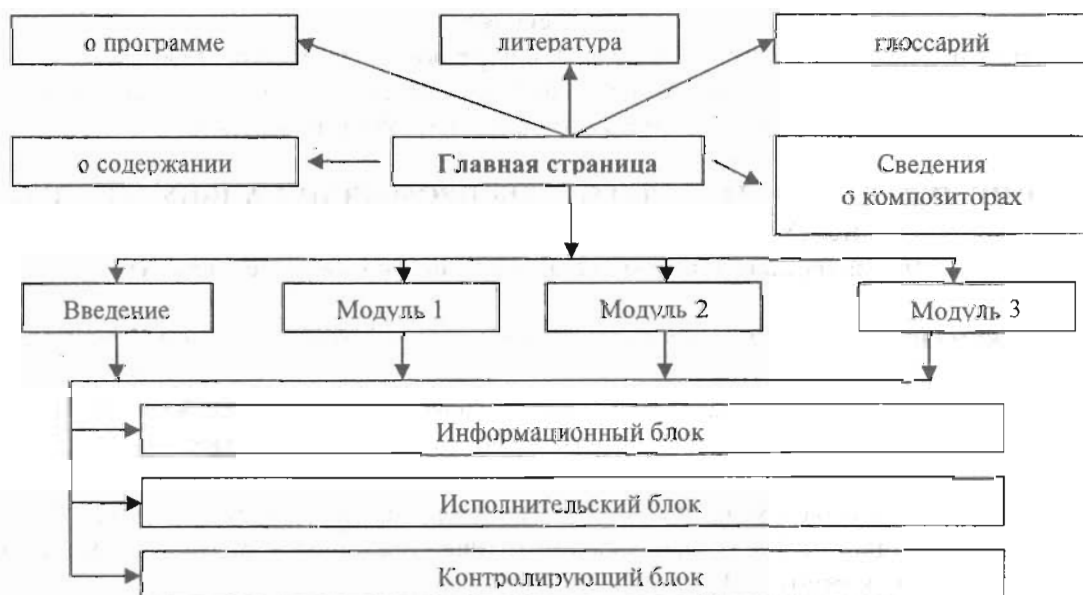 о программе
литература
глоссарий
о содержании
Главная страница
Сведения
о композиторах
Введение
Модуль 1
Модуль 2
Модуль 3
Информационный блок
Исполнительский блок
Контролирующий блок